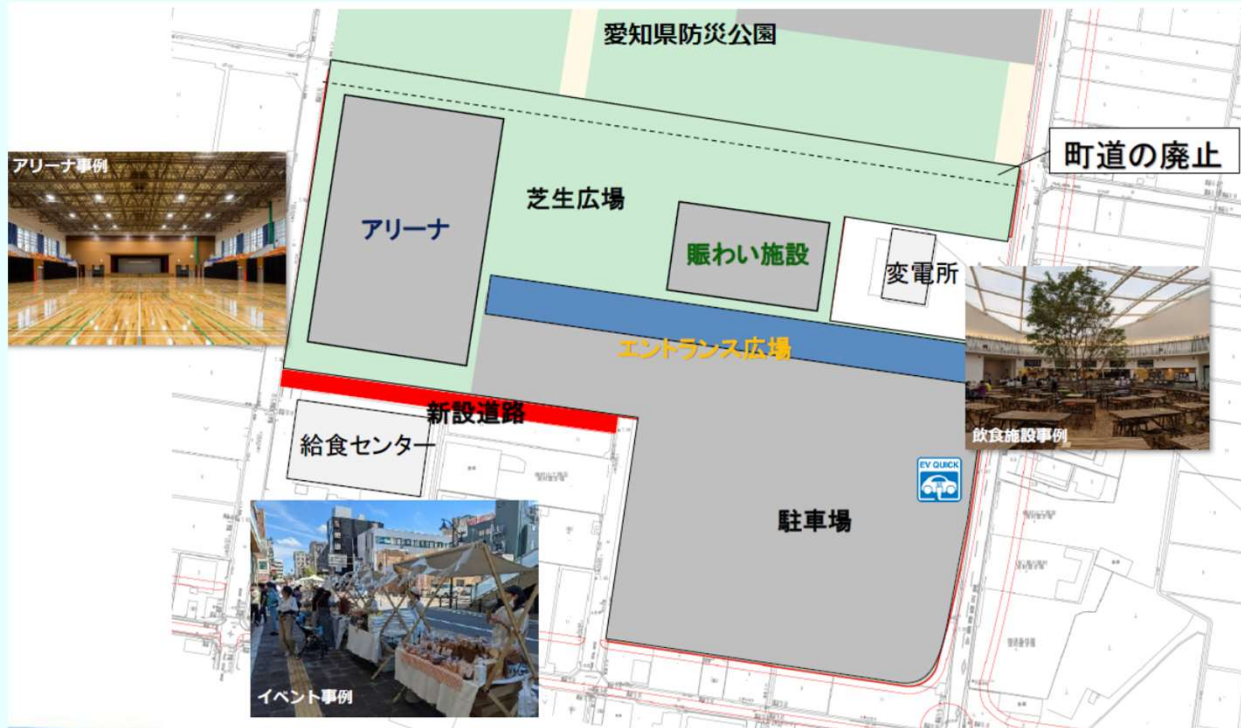 愛知県防災公園
町道の廃止
アリーナ事例
芝生広場
アリーナ
賑わい施設
変電所
エントランス広場
新設道路
給食センター
飲食施設事例
EV QUICK
駐車場
イベント事例